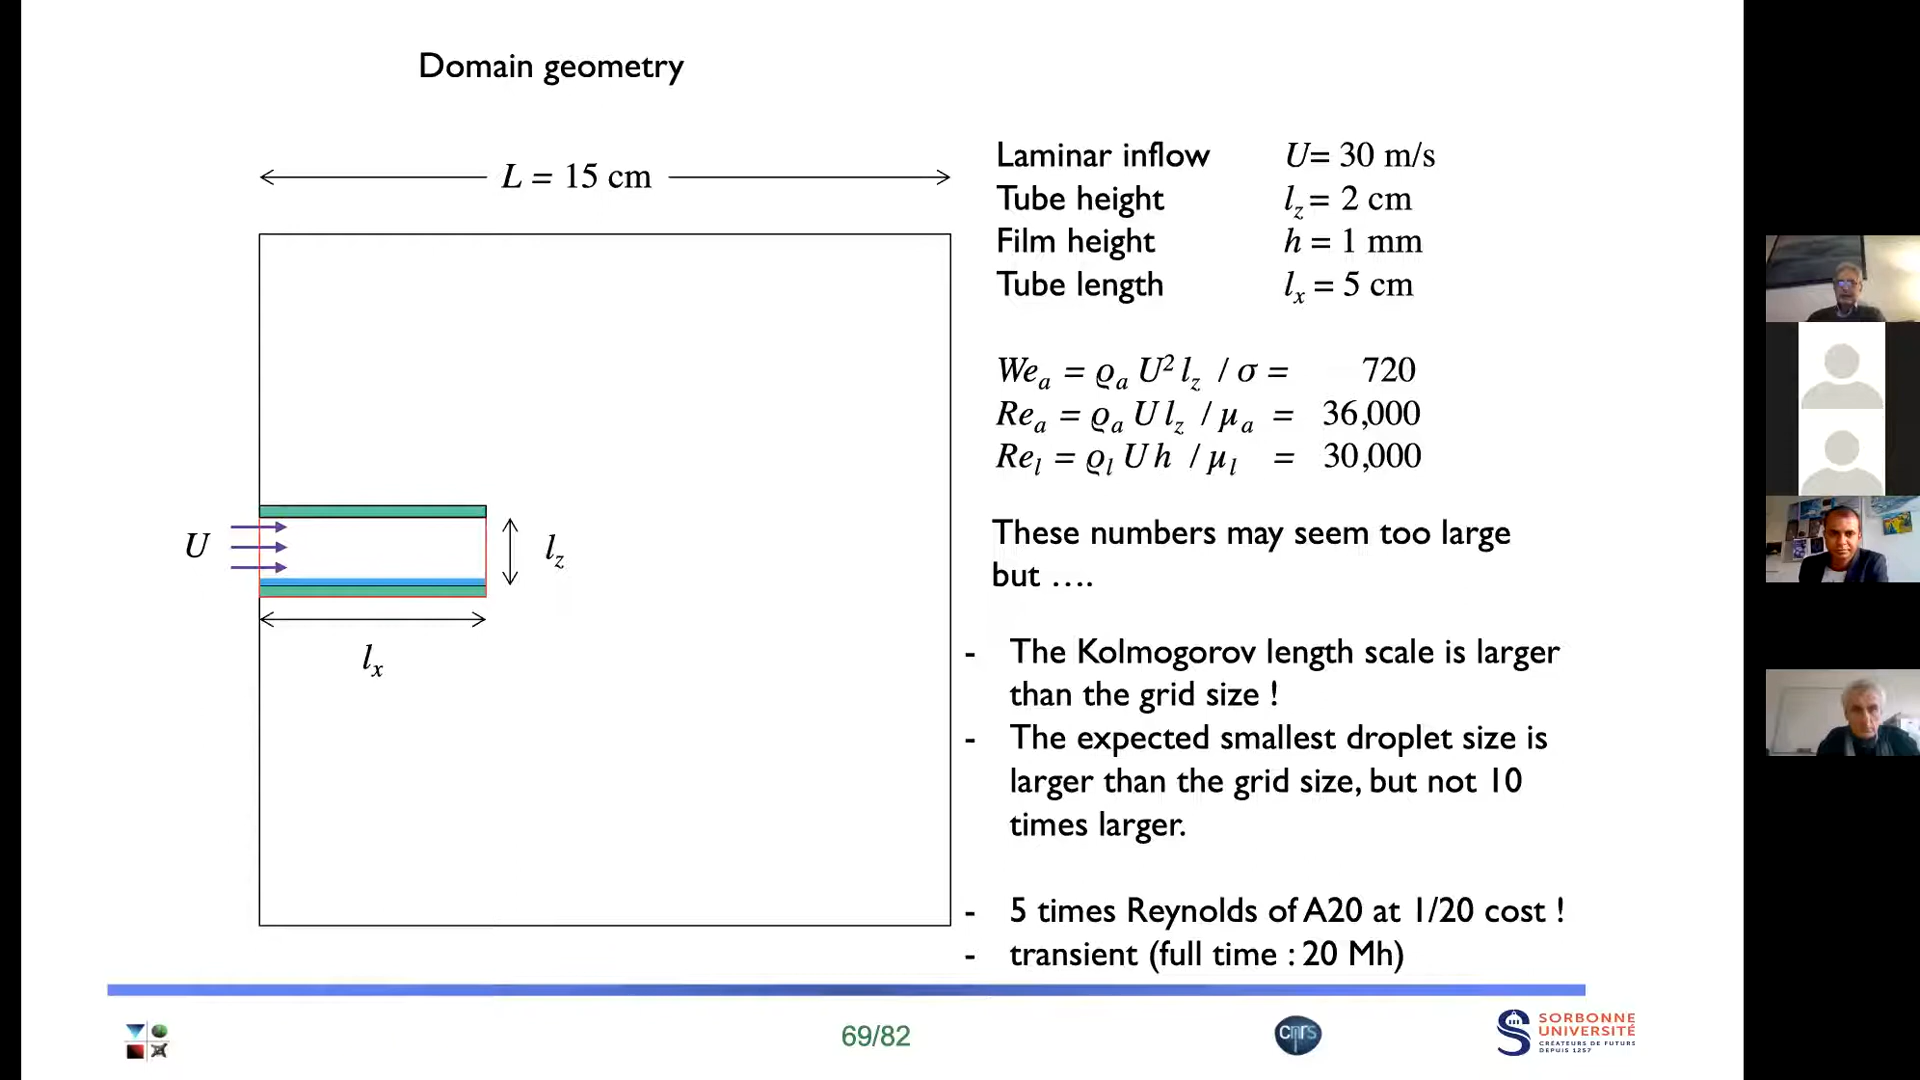 Domain geometry
L = 15 cm
U
l_z
l_x
Laminar inflow U= 30 m/s
Tube height l_z = 2 cm
Film height h = 1 mm
Tube length l_x = 5 cm
We_a = ϱ_a U² l_z / σ = 720
Re_a = ϱ_a U l_z / μ_a = 36,000
Re_l = ϱ_l U h / μ_l = 30,000
These numbers may seem too large
but ....
- The Kolmogorov length scale is larger
than the grid size !
- The expected smallest droplet size is
larger than the grid size, but not 10
times larger.
- 5 times Reynolds of A20 at 1/20 cost !
- transient (full time : 20 Mh)
69/82
cnrs
SORBONNE
UNIVERSITÉ
CRÉATEURS DE FUTURS
DEPUIS 1257